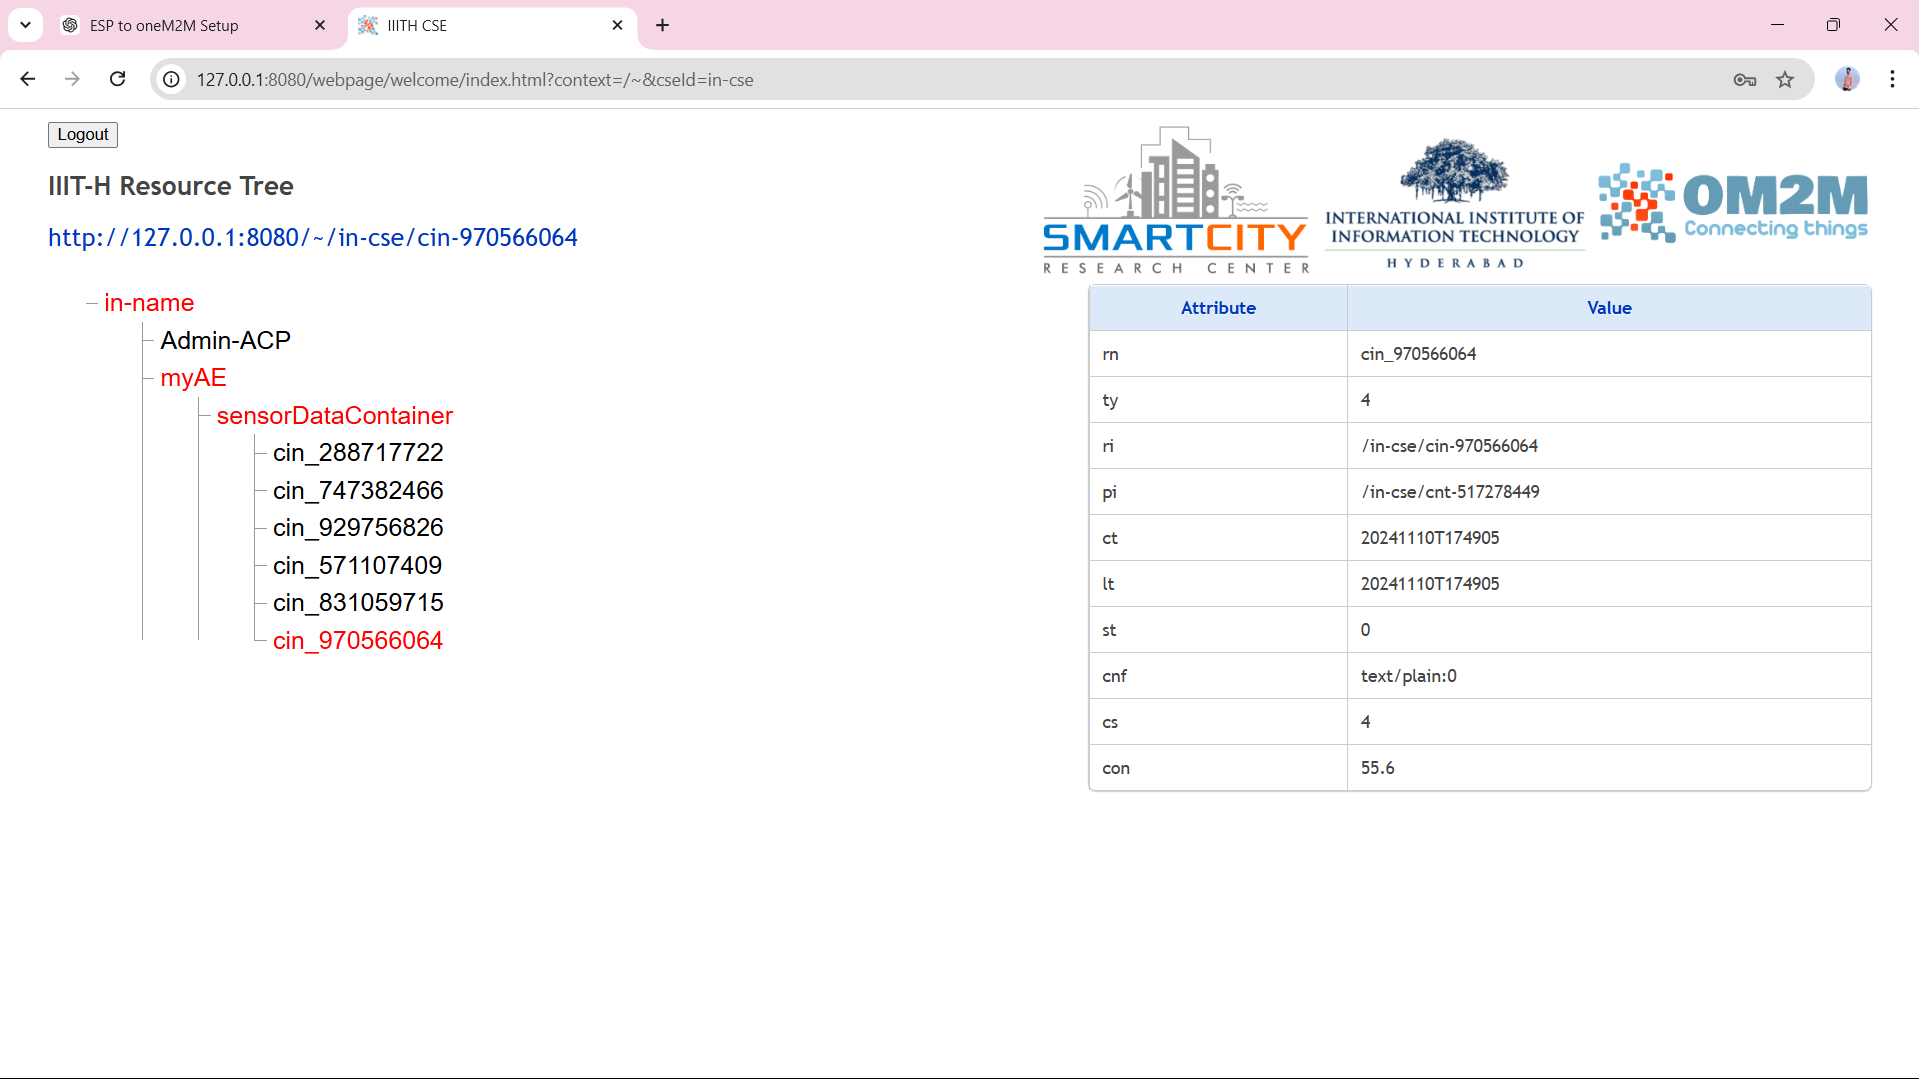 ESP to oneM2M Setup
IIITH CSE
127.0.0.1:8080/webpage/welcome/index.html?context=/~&cseId=in-cse
Logout
IIIT-H Resource Tree
http://127.0.0.1:8080/~/in-cse/cin-970566064
in-name
Admin-ACP
myAE
sensorDataContainer
cin_288717722
cin_747382466
cin_929756826
cin_571107409
cin_831059715
cin_970566064
SMARTCITY
RESEARCH CENTER
INTERNATIONAL INSTITUTE OF
INFORMATION TECHNOLOGY
HYDERABAD
OM2M
Connecting things
Attribute Value
rn cin_970566064
ty 4
ri /in-cse/cin-970566064
pi /in-cse/cnt-517278449
ct 20241110T174905
lt 20241110T174905
st 0
cnf text/plain:0
cs 4
con 55.6